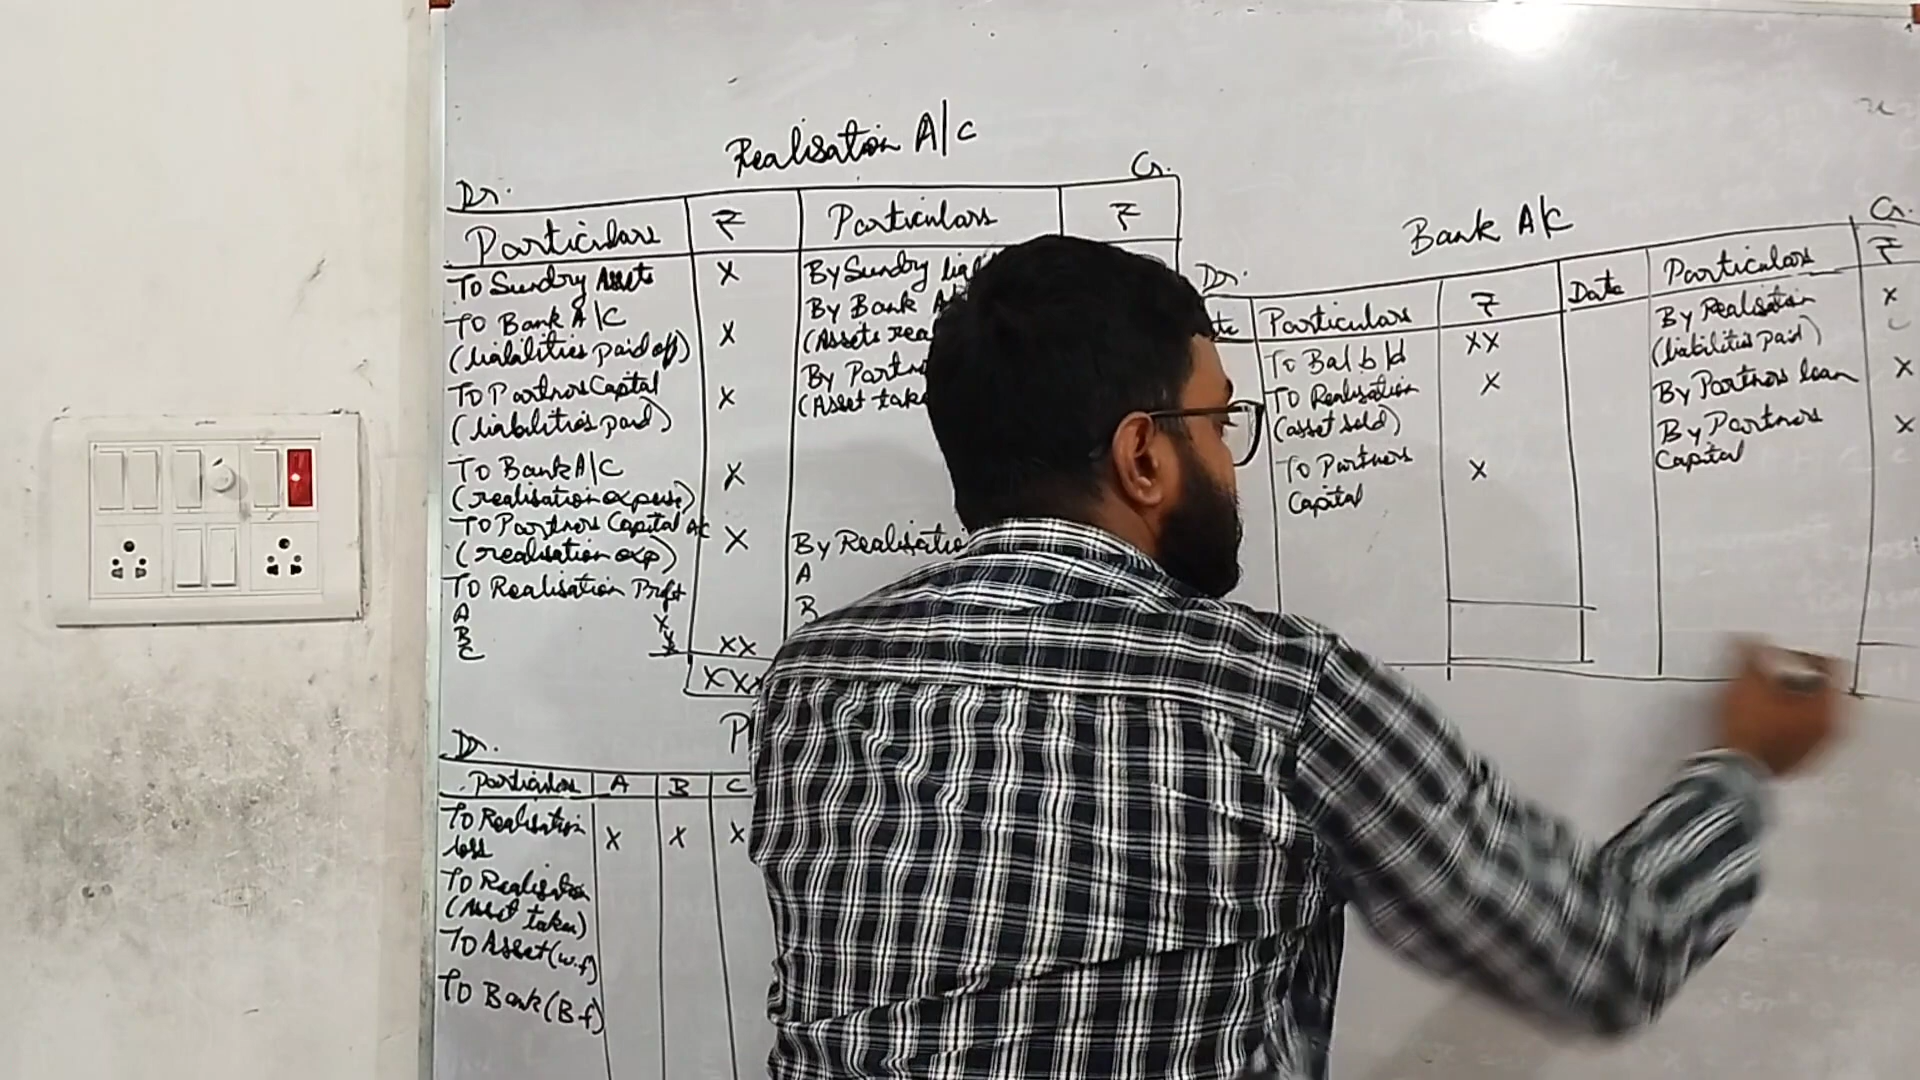 Realisation A/c
Dr. Cr.
Particulars ₹ Particulars ₹
To Sundry Assets X
To Bank A/C
(liabilities paid off) X
To Partners Capital
(liabilities paid) X
To Bank A/C
(realisation expense) X
To Partners Capital A/C
(realisation exp) X
To Realisation Profit
A X
B X
C XX
By Sundry
By Bank
(Assets
By
(Asset
By
A
B
Bank A/c
Dr. Cr.
Particulars ₹ Date Particulars ₹
To Bal b/d XX
To Realisation X
(asset sold)
To Partners X
Capital
By Realisation X
(liabilities paid)
By Partners loan X
By Partners X
Capital
Dr.
Particulars A B C
To Realisation X X X
loss
To Realisation
(Asset taken)
To Asset (w.f)
To Bank (B.f)